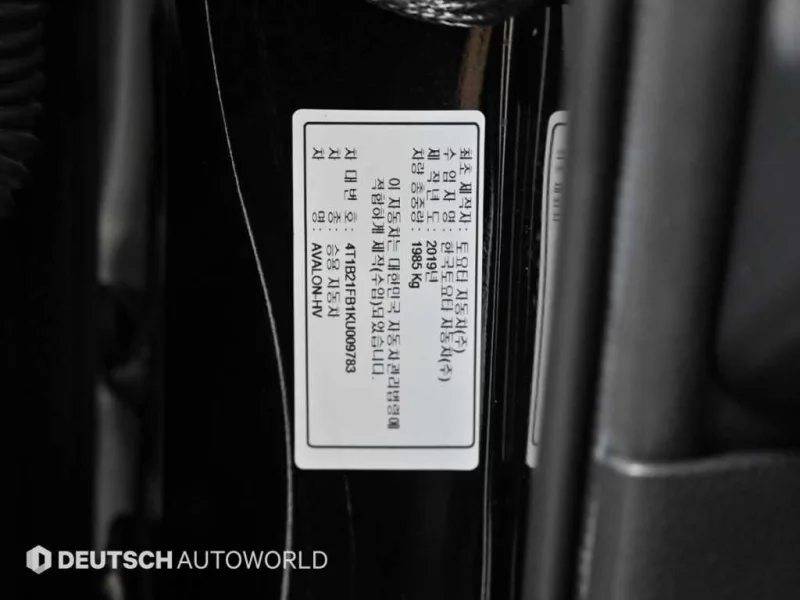 최초 제작자 : 토요타 자동차(주)
수 입 자 명 : 한국토요타 자동차(주)
제 작 년 도 : 2019년
차량 총중량 : 1985 Kg
이 자동차는 대한민국 자동차관리법령에
적합하게 제작(수입)되었습니다.
차 대 번 호 : 4T1B21FB1KU009783
차 종 : 승용 자동차
차 명 : AVALON-HV
DEUTSCH AUTOWORLD